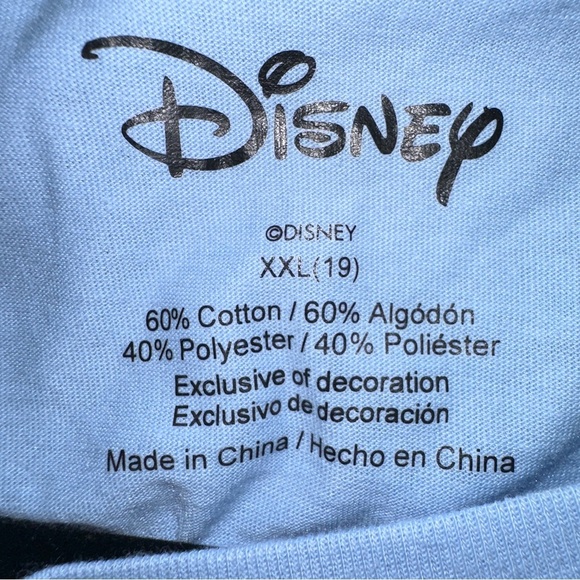 Disney
©DISNEY
XXL(19)
60% Cotton / 60% Algódón
40% Polyester / 40% Poliéster
Exclusive of decoration
Exclusivo de decoración
Made in China / Hecho en China